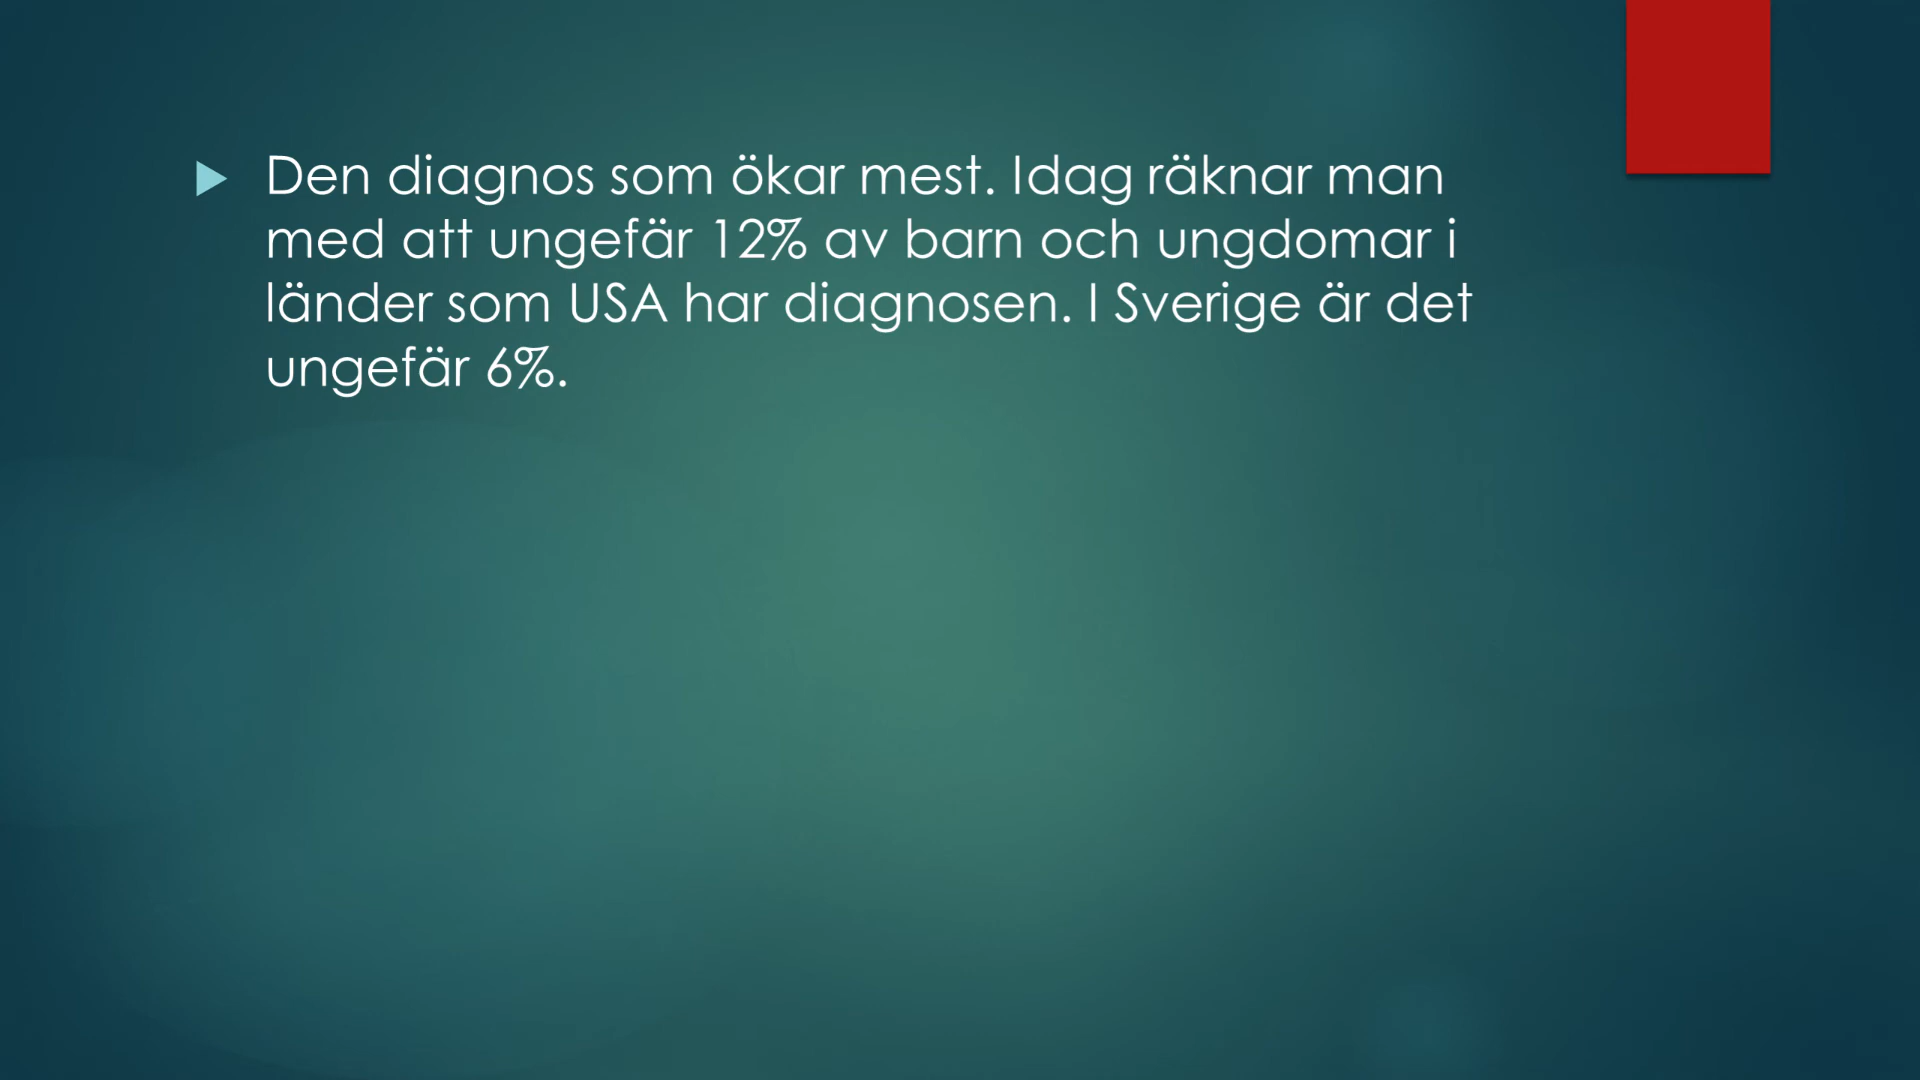 Den diagnos som ökar mest. Idag räknar man
med att ungefär 12% av barn och ungdomar i
länder som USA har diagnosen. I Sverige är det
ungefär 6%.